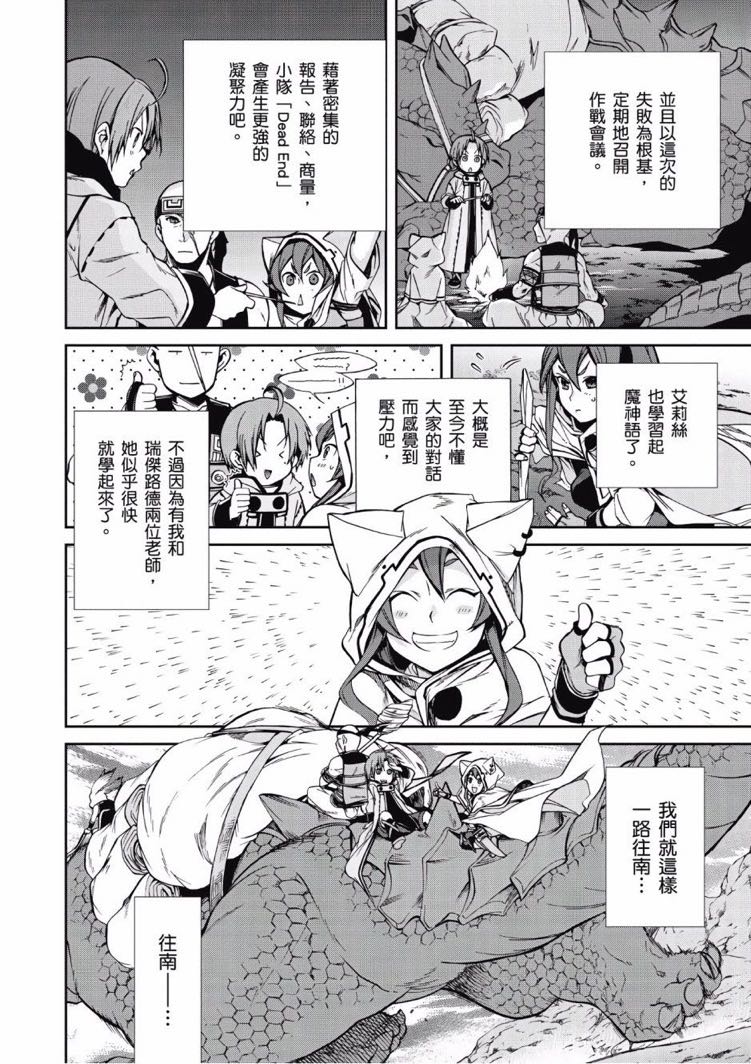 並且以這次的
失敗為根基，
定期地召開
作戰會議。
藉著密集的
報告、聯絡、商量，
小隊「Dead End」
會產生更強的
凝聚力吧。
艾莉絲
也學習起
魔神語了。
大概是
至今不懂
大家的對話
而感覺到
壓力吧，
不過因為有我和
瑞傑路德兩位老師，
她似乎很快
就學起來了。
我們就這樣
一路往南…
往南——…